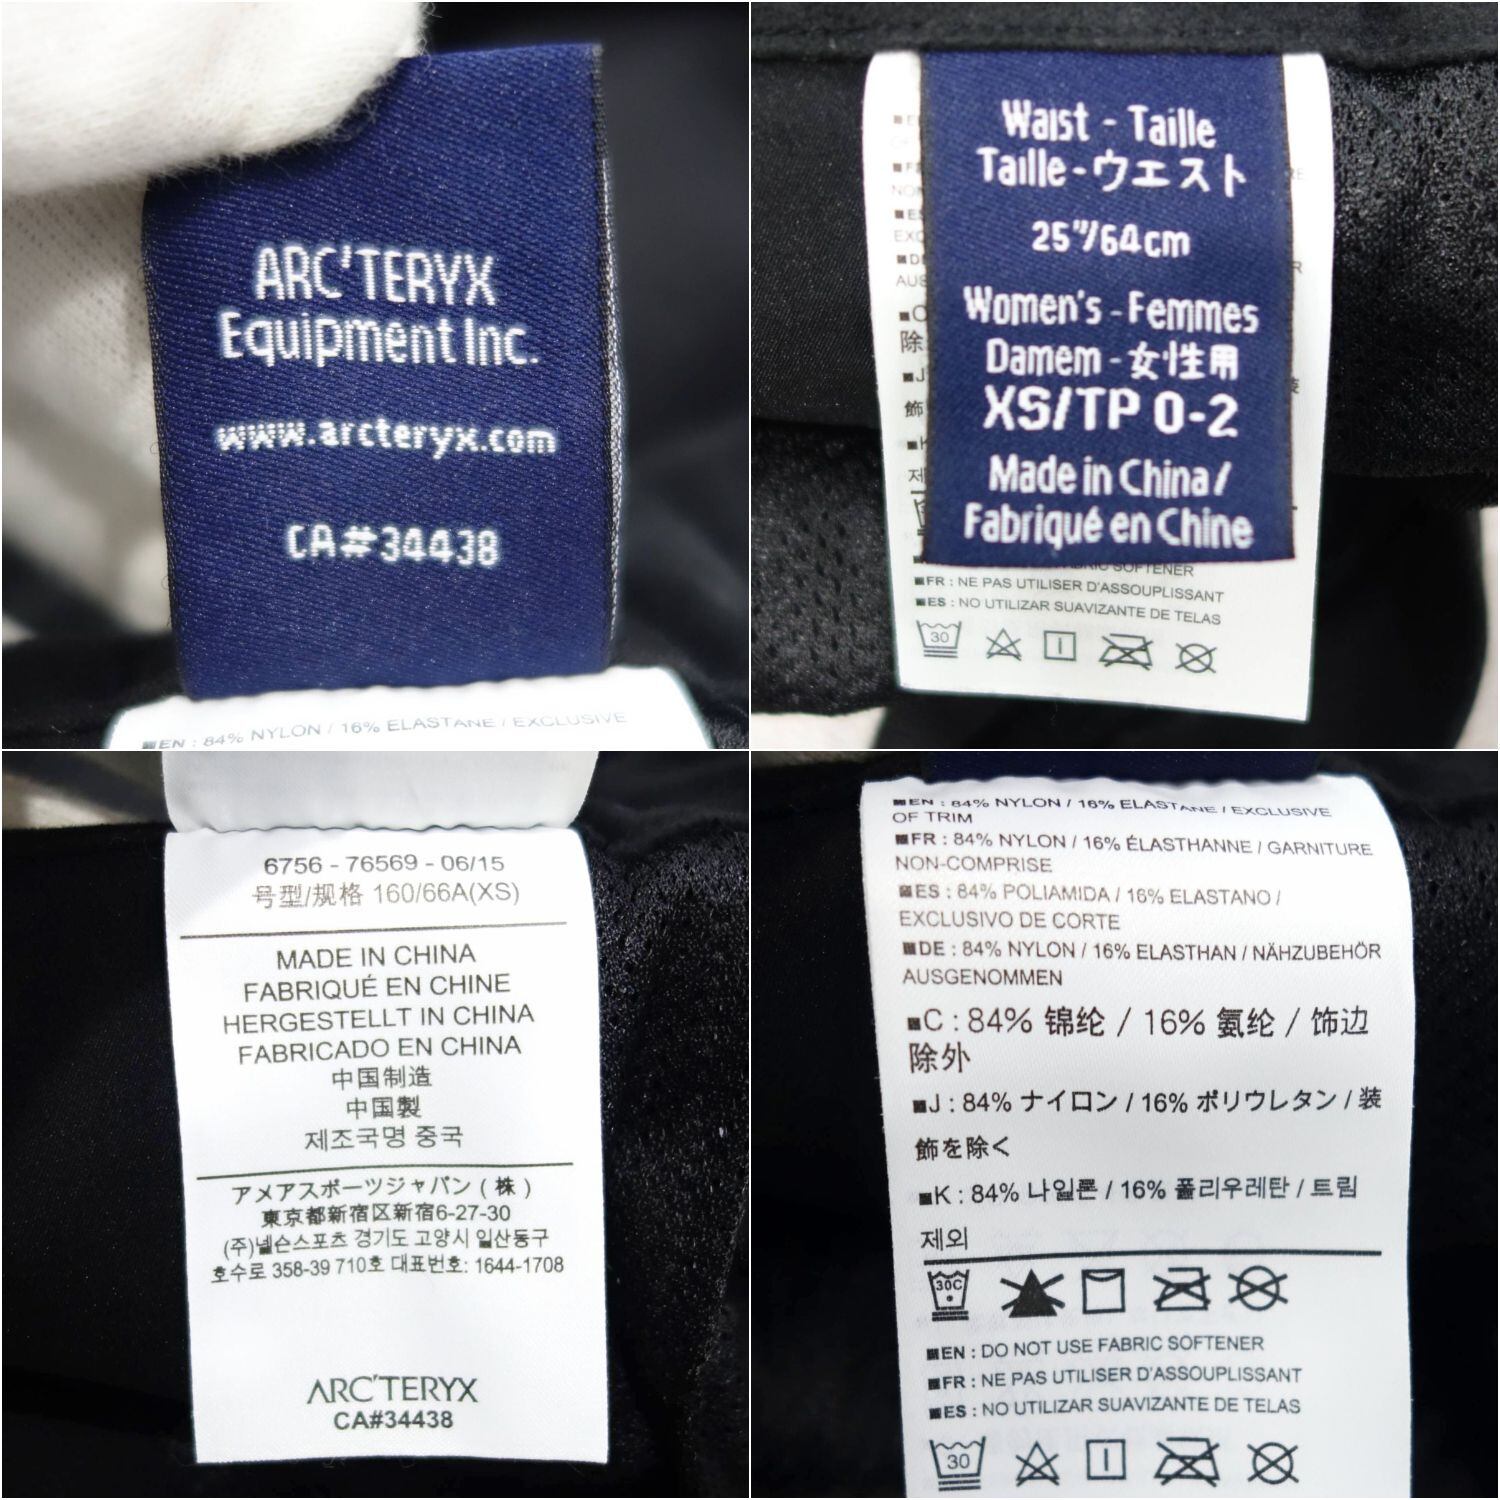 ARC'TERYX
Equipment Inc.
www.arcteryx.com
CA#34438
EN : 84% NYLON / 16% ELASTANE / EXCLUSIVE
Waist - Taille
Taille-ウエスト
25"/64cm
Women's - Femmes
Damem - 女性用
XS/TP 0-2
Made in China /
Fabriqué en Chine
FABRIC SOFTENER
FR : NE PAS UTILISER D'ASSOUPLISSANT
ES : NO UTILIZAR SUAVIZANTE DE TELAS
30
6756 - 76569 - 06/15
号型/规格 160/66A(XS)
MADE IN CHINA
FABRIQUÉ EN CHINE
HERGESTELLT IN CHINA
FABRICADO EN CHINA
中国制造
中国製
제조국명 중국
アメアスポーツジャパン ( 株 )
東京都新宿区新宿6-27-30
(주)넬슨스포츠 경기도 고양시 일산동구
호수로 358-39 710호 대표번호: 1644-1708
ARC'TERYX
CA#34438
EN : 84% NYLON / 16% ELASTANE / EXCLUSIVE
OF TRIM
FR : 84% NYLON / 16% ÉLASTHANNE / GARNITURE
NON-COMPRISE
ES : 84% POLIAMIDA / 16% ELASTANO /
EXCLUSIVO DE CORTE
DE : 84% NYLON / 16% ELASTHAN / NÄHZUBEHÖR
AUSGENOMMEN
C : 84% 锦纶 / 16% 氨纶 / 饰边
除外
J : 84% ナイロン / 16% ポリウレタン / 装
飾を除く
K : 84% 나일론 / 16% 폴리우레탄 / 트림
제외
30C
EN : DO NOT USE FABRIC SOFTENER
FR : NE PAS UTILISER D'ASSOUPLISSANT
ES : NO UTILIZAR SUAVIZANTE DE TELAS
30